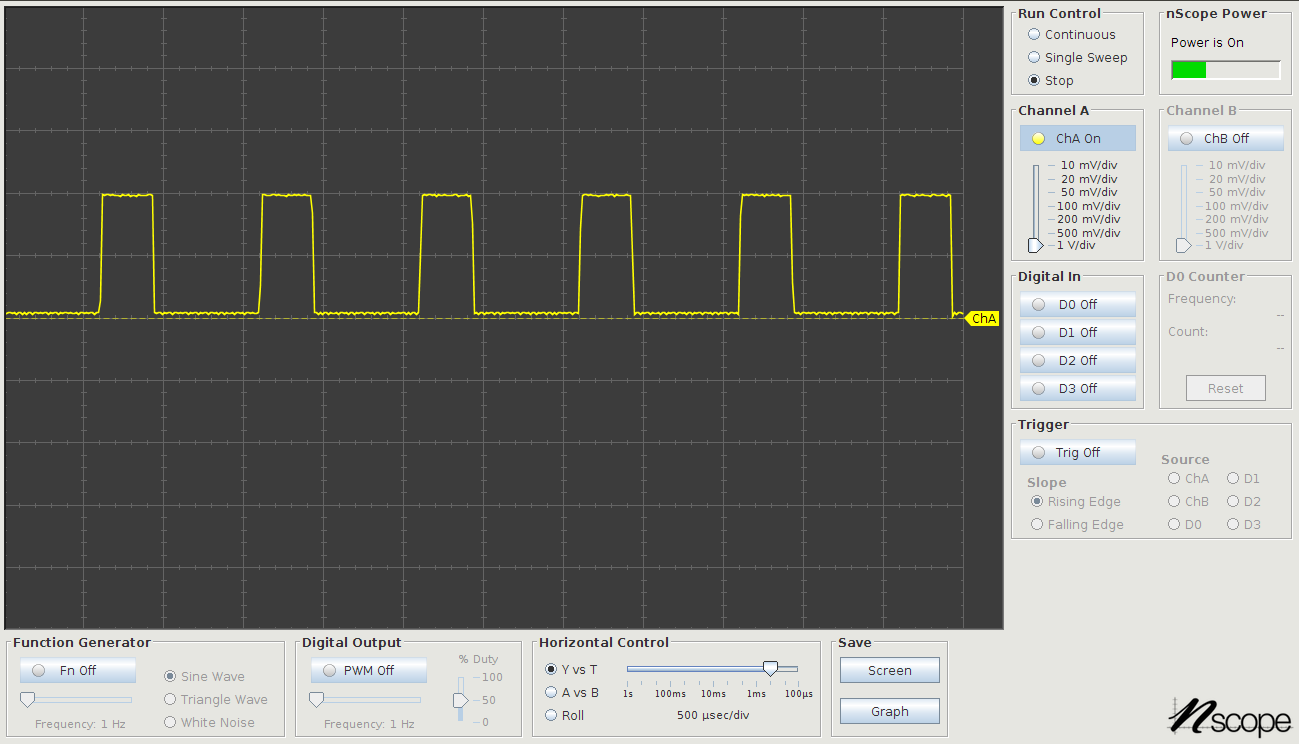 Run Control
Continuous
Single Sweep
Stop
nScope Power
Power is On
Channel A
ChA On
10 mV/div
20 mV/div
50 mV/div
100 mV/div
200 mV/div
500 mV/div
1 V/div
Channel B
ChB Off
10 mV/div
20 mV/div
50 mV/div
100 mV/div
200 mV/div
500 mV/div
1 V/div
ChA
Digital In
D0 Off
D1 Off
D2 Off
D3 Off
D0 Counter
Frequency:
--
Count:
--
Reset
Trigger
Trig Off
Slope
Rising Edge
Falling Edge
Source
ChA D1
ChB D2
D0 D3
Function Generator
Fn Off
Frequency: 1 Hz
Sine Wave
Triangle Wave
White Noise
Digital Output
PWM Off
Frequency: 1 Hz
% Duty
100
50
0
Horizontal Control
Y vs T
A vs B
Roll
1s 100ms 10ms 1ms 100µs
500 µsec/div
Save
Screen
Graph
nscope